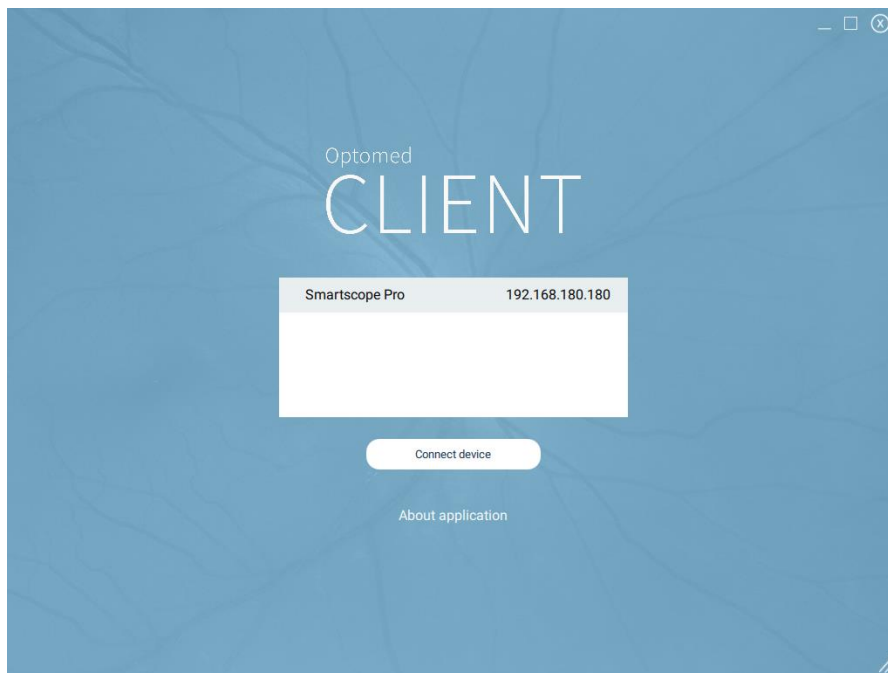 Optomed
CLIENT
Smartscope Pro 192.168.180.180
Connect device
About application